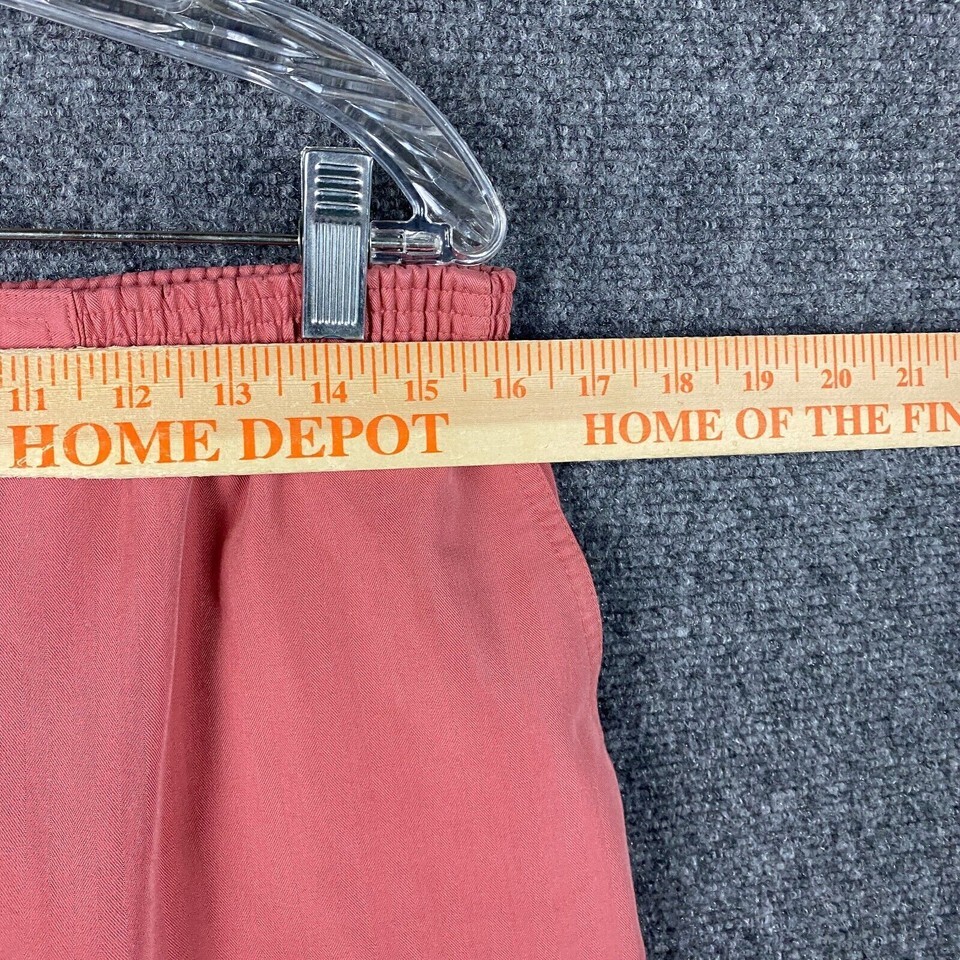 11 12 13 14 15 16 17 18 19 20 21
HOME DEPOT HOME OF THE FIN